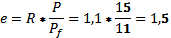 e = R * P/P_f = 1,1 * 15/11 = 1,5